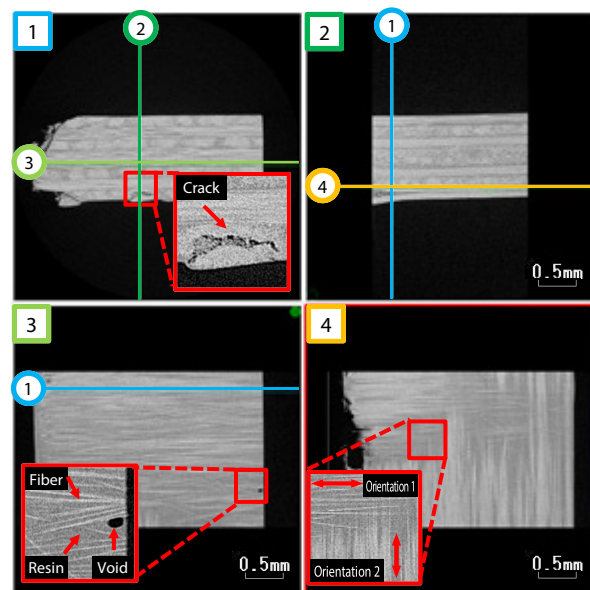 1
2
3
Crack
2
1
4
0.5mm
3
1
Fiber
Resin
Void
0.5mm
4
Orientation 1
Orientation 2
0.5mm